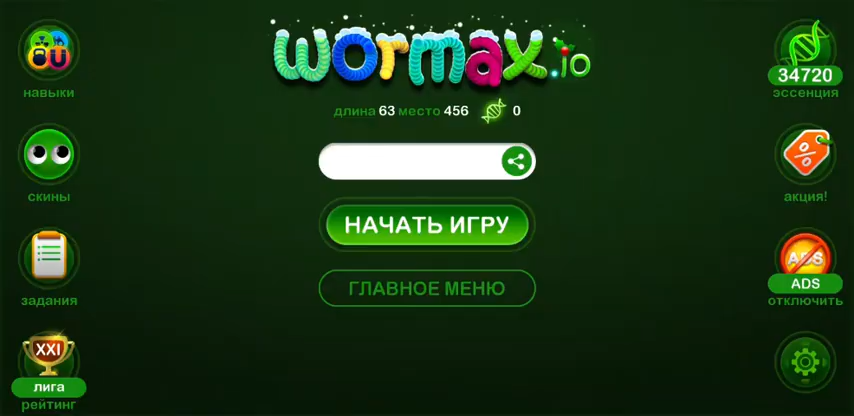 wormax.io
длина 63 место 456 0
НАЧАТЬ ИГРУ
ГЛАВНОЕ МЕНЮ
навыки
скины
задания
XXI
лига
рейтинг
34720
эссенция
%
акция!
ADS
ADS
отключить